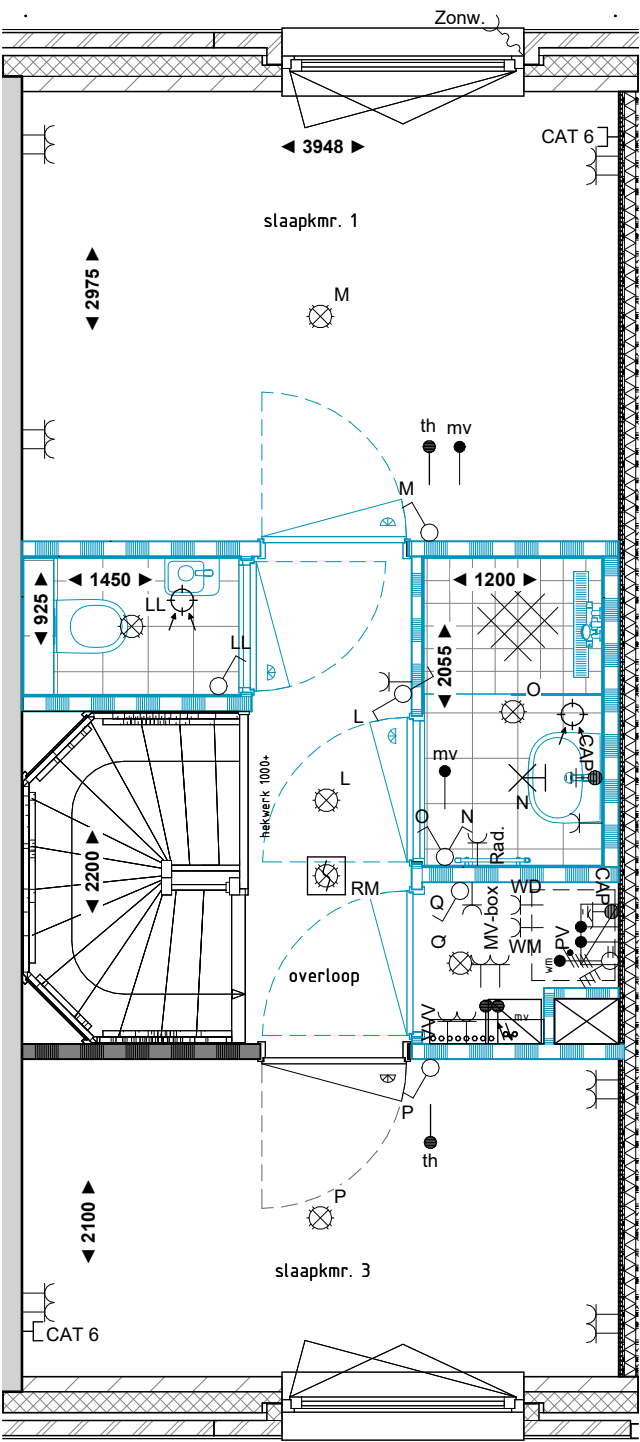 Zonw.
◄ 3948 ►
CAT 6
slaapkmr. 1
◄ 2975 ►
M
th mv
M
◄ 1450 ►
◄ 925 ►
LL
LL
◄ 1200 ►
◄ 2055 ►
O
L
CAP
N
mv
hekwerk 1000+
L
O N
Rad.
◄ 2200 ►
RM
Q
MV-box
WD
CAP
Q
WM
PV
wm
overloop
mv
P
th
P
◄ 2100 ►
slaapkmr. 3
CAT 6